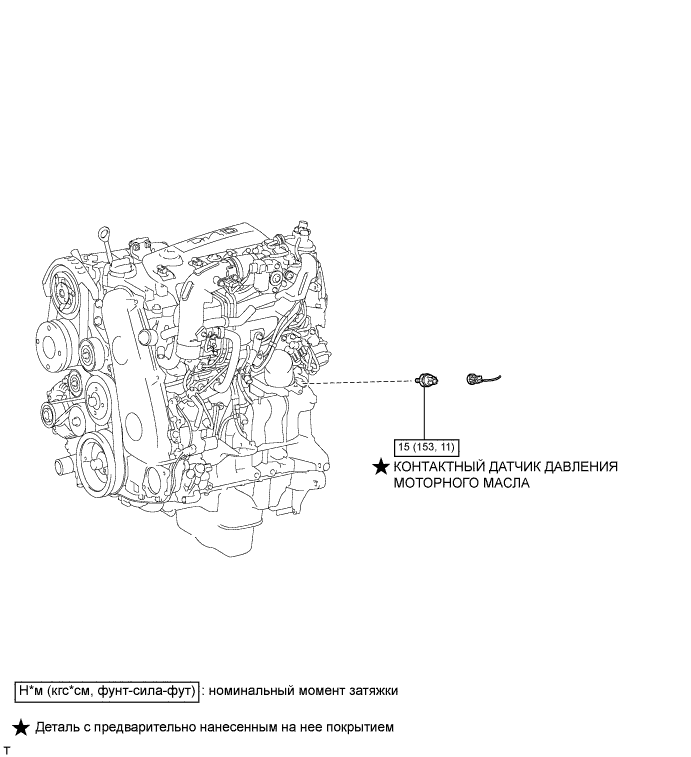 15 (153, 11)
★ КОНТАКТНЫЙ ДАТЧИК ДАВЛЕНИЯ
МОТОРНОГО МАСЛА
Н*м (кгс*см, фунт-сила-фут) : номинальный момент затяжки
★ Деталь с предварительно нанесенным на нее покрытием
T